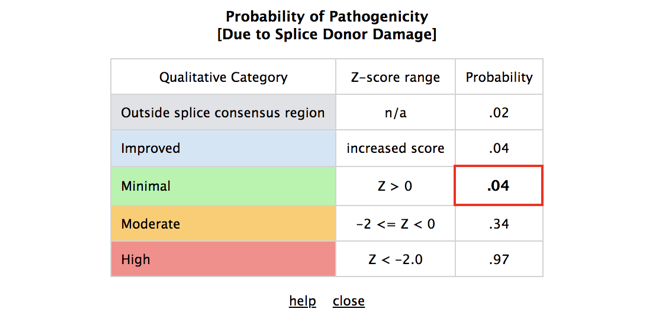 Probability of Pathogenicity
[Due to Splice Donor Damage]
Qualitative Category Z-score range Probability
Outside splice consensus region n/a .02
Improved increased score .04
Minimal Z > 0 .04
Moderate -2 <= Z < 0 .34
High Z < -2.0 .97
help close